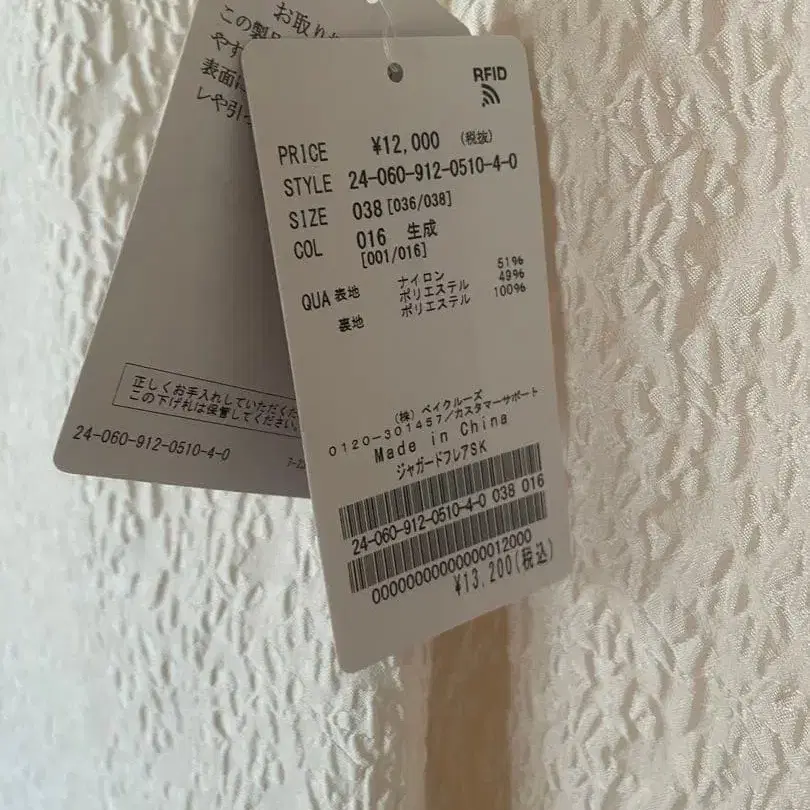 お取り
この製品
やす
表面に
レや引っ
正しくお手入れしていただくた
この下げ札は保管してください。
24-060-912-0510-4-0
RFID
PRICE ¥12,000 (税抜)
STYLE 24-060-912-0510-4-0
SIZE 038 [036/038]
COL 016 生成
[001/016]
QUA 表地 ナイロン 51%
ポリエステル 49%
裏地 ポリエステル 100%
(株) ベイクルーズ
0120-301457/カスタマーサポート
Made in China
ジャガードフレアSK
24-060-912-0510-4-0 038 016
00000000000000012000
¥13,200(税込)